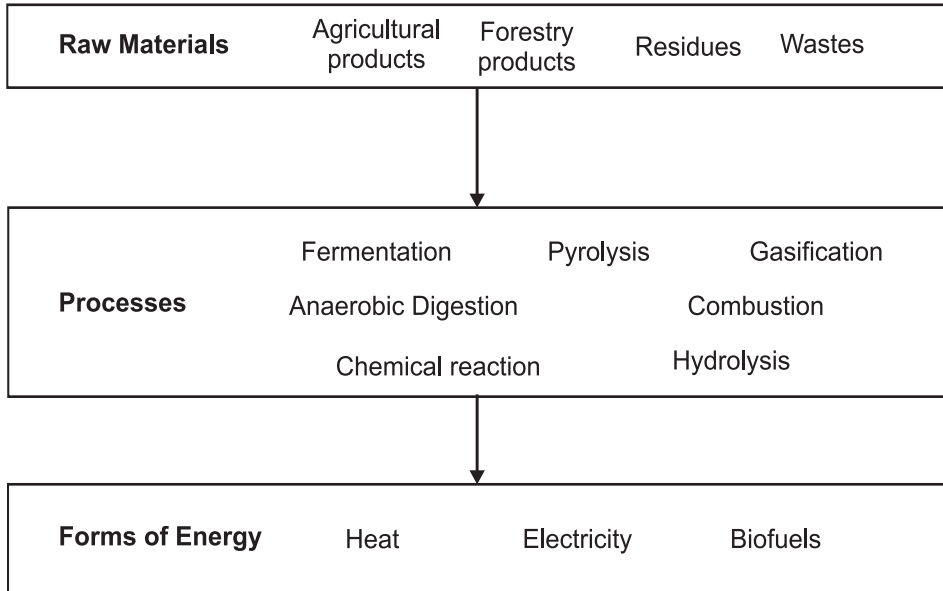 Raw Materials
Agricultural
products
Forestry
products
Residues
Wastes
Processes
Fermentation
Pyrolysis
Gasification
Anaerobic Digestion
Combustion
Chemical reaction
Hydrolysis
Forms of Energy
Heat
Electricity
Biofuels